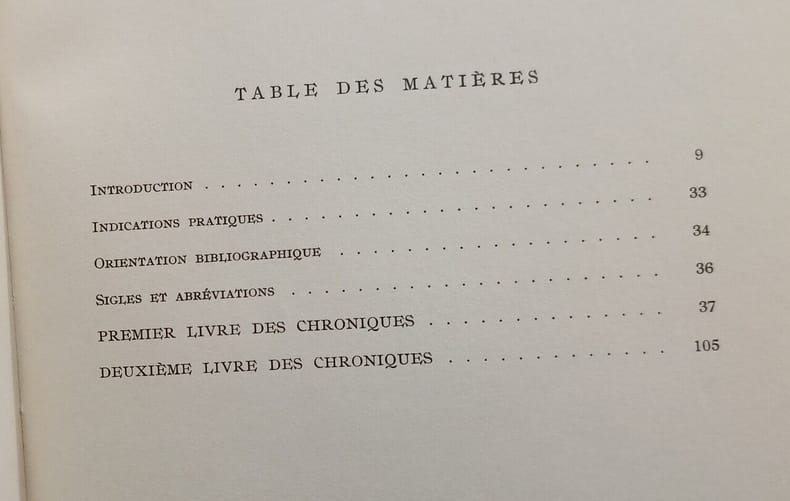 TABLE DES MATIÈRES
INTRODUCTION . . . . . . . . . . . . . . . . . . 9
INDICATIONS PRATIQUES . . . . . . . . . . . . . . . 33
ORIENTATION BIBLIOGRAPHIQUE . . . . . . . . . . . . . 34
SIGLES ET ABRÉVIATIONS . . . . . . . . . . . . . . . 36
PREMIER LIVRE DES CHRONIQUES . . . . . . . . . . 37
DEUXIÈME LIVRE DES CHRONIQUES . . . . . . . . . 105